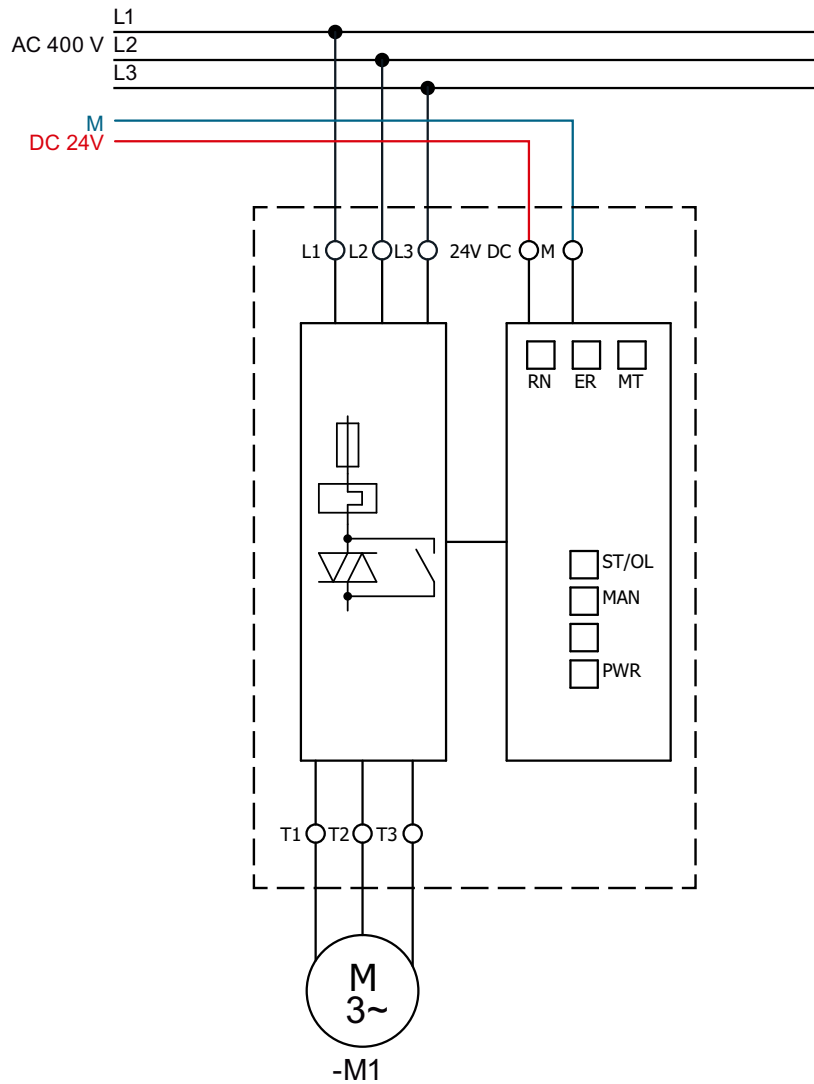 L1
AC 400 V L2
L3
M
DC 24V
L1 L2 L3 24V DC M
RN ER MT
ST/OL
MAN
PWR
T1 T2 T3
M
3~
-M1